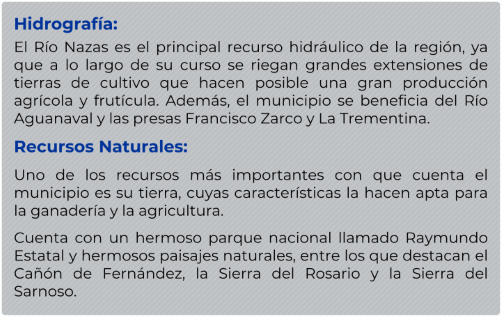 Hidrografía:
El Río Nazas es el principal recurso hidráulico de la región, ya
que a lo largo de su curso se riegan grandes extensiones de
tierras de cultivo que hacen posible una gran producción
agrícola y frutícula. Además, el municipio se beneficia del Río
Aguanaval y las presas Francisco Zarco y La Trementina.
Recursos Naturales:
Uno de los recursos más importantes con que cuenta el
municipio es su tierra, cuyas características la hacen apta para
la ganadería y la agricultura.
Cuenta con un hermoso parque nacional llamado Raymundo
Estatal y hermosos paisajes naturales, entre los que destacan el
Cañón de Fernández, la Sierra del Rosario y la Sierra del
Sarnoso.